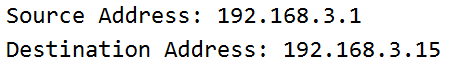 Source Address: 192.168.3.1
Destination Address: 192.168.3.15